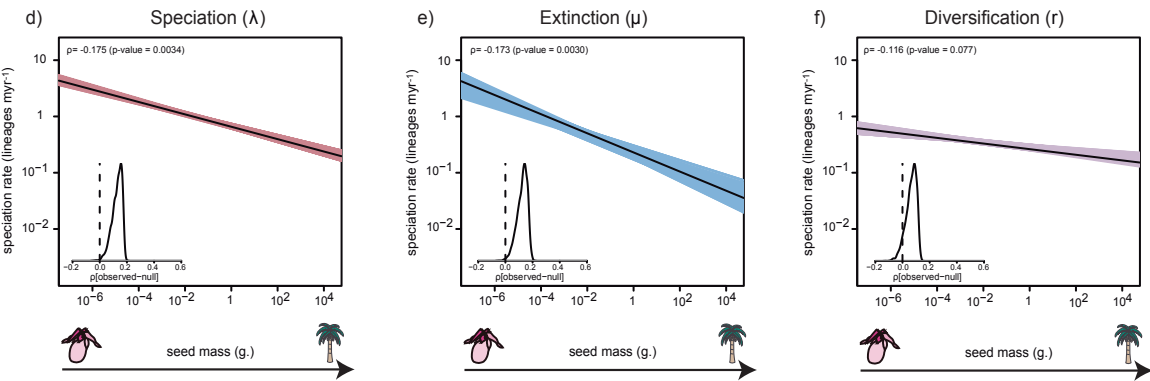 d) Speciation (λ)
ρ= -0.175 (p-value = 0.0034)
speciation rate (lineages myr-1)
10
1
10-1
10-2
-0.2 0.0 0.2 0.4 0.6
ρ[observed-null]
10-6 10-4 10-2 1 102 104
seed mass (g.)
e) Extinction (μ)
ρ= -0.173 (p-value = 0.0030)
speciation rate (lineages myr-1)
10
1
10-1
10-2
-0.2 0.0 0.2 0.4 0.6
ρ[observed-null]
10-6 10-4 10-2 1 102 104
seed mass (g.)
f) Diversification (r)
ρ= -0.116 (p-value = 0.077)
speciation rate (lineages myr-1)
10
1
10-1
10-2
-0.2 0.0 0.2 0.4 0.6
ρ[observed-null]
10-6 10-4 10-2 1 102 104
seed mass (g.)